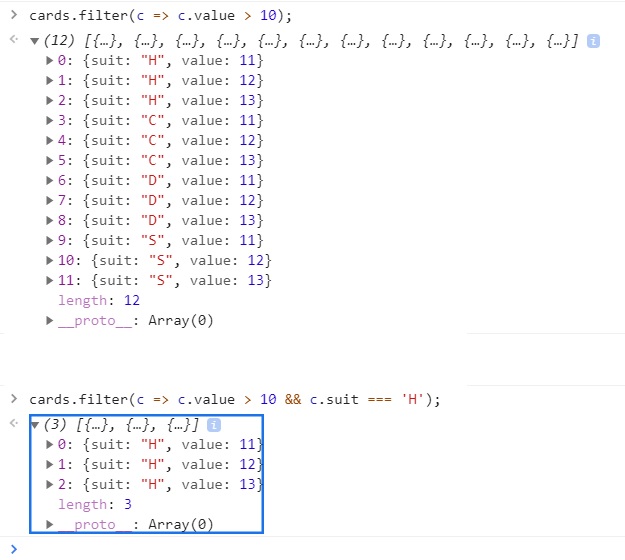 cards.filter(c => c.value > 10);
(12) [{…}, {…}, {…}, {…}, {…}, {…}, {…}, {…}, {…}, {…}, {…}, {…}] i
0: {suit: "H", value: 11}
1: {suit: "H", value: 12}
2: {suit: "H", value: 13}
3: {suit: "C", value: 11}
4: {suit: "C", value: 12}
5: {suit: "C", value: 13}
6: {suit: "D", value: 11}
7: {suit: "D", value: 12}
8: {suit: "D", value: 13}
9: {suit: "S", value: 11}
10: {suit: "S", value: 12}
11: {suit: "S", value: 13}
length: 12
__proto__: Array(0)
cards.filter(c => c.value > 10 && c.suit === 'H');
(3) [{…}, {…}, {…}] i
0: {suit: "H", value: 11}
1: {suit: "H", value: 12}
2: {suit: "H", value: 13}
length: 3
__proto__: Array(0)